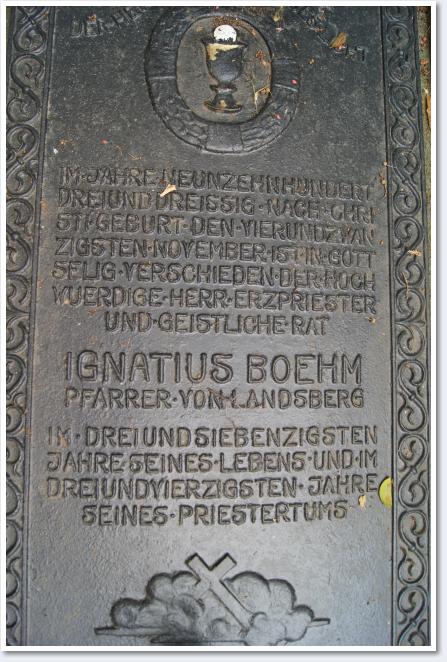 IM·JAHRE·NEUNZEHNHUNDERT
DREIUND DREISSIG·NACH·CHRI
STI·GEBURT·DEN·VIERUNDZWAN
ZIGSTEN·NOVEMBER·IST·IN·GOTT
SELIG·VERSCHIEDEN·DER·HOCH
WUERDIGE·HERR·ERZPRIESTER
UND·GEISTLICHE·RAT
IGNATIUS BOEHM
PFARRER·VON·LANDSBERG
IM·DREIUNDSIEBENZIGSTEN
JAHRE·SEINES·LEBENS·UND·IM
DREIUNDVIERZIGSTEN·JAHRE
SEINES·PRIESTERTUMS